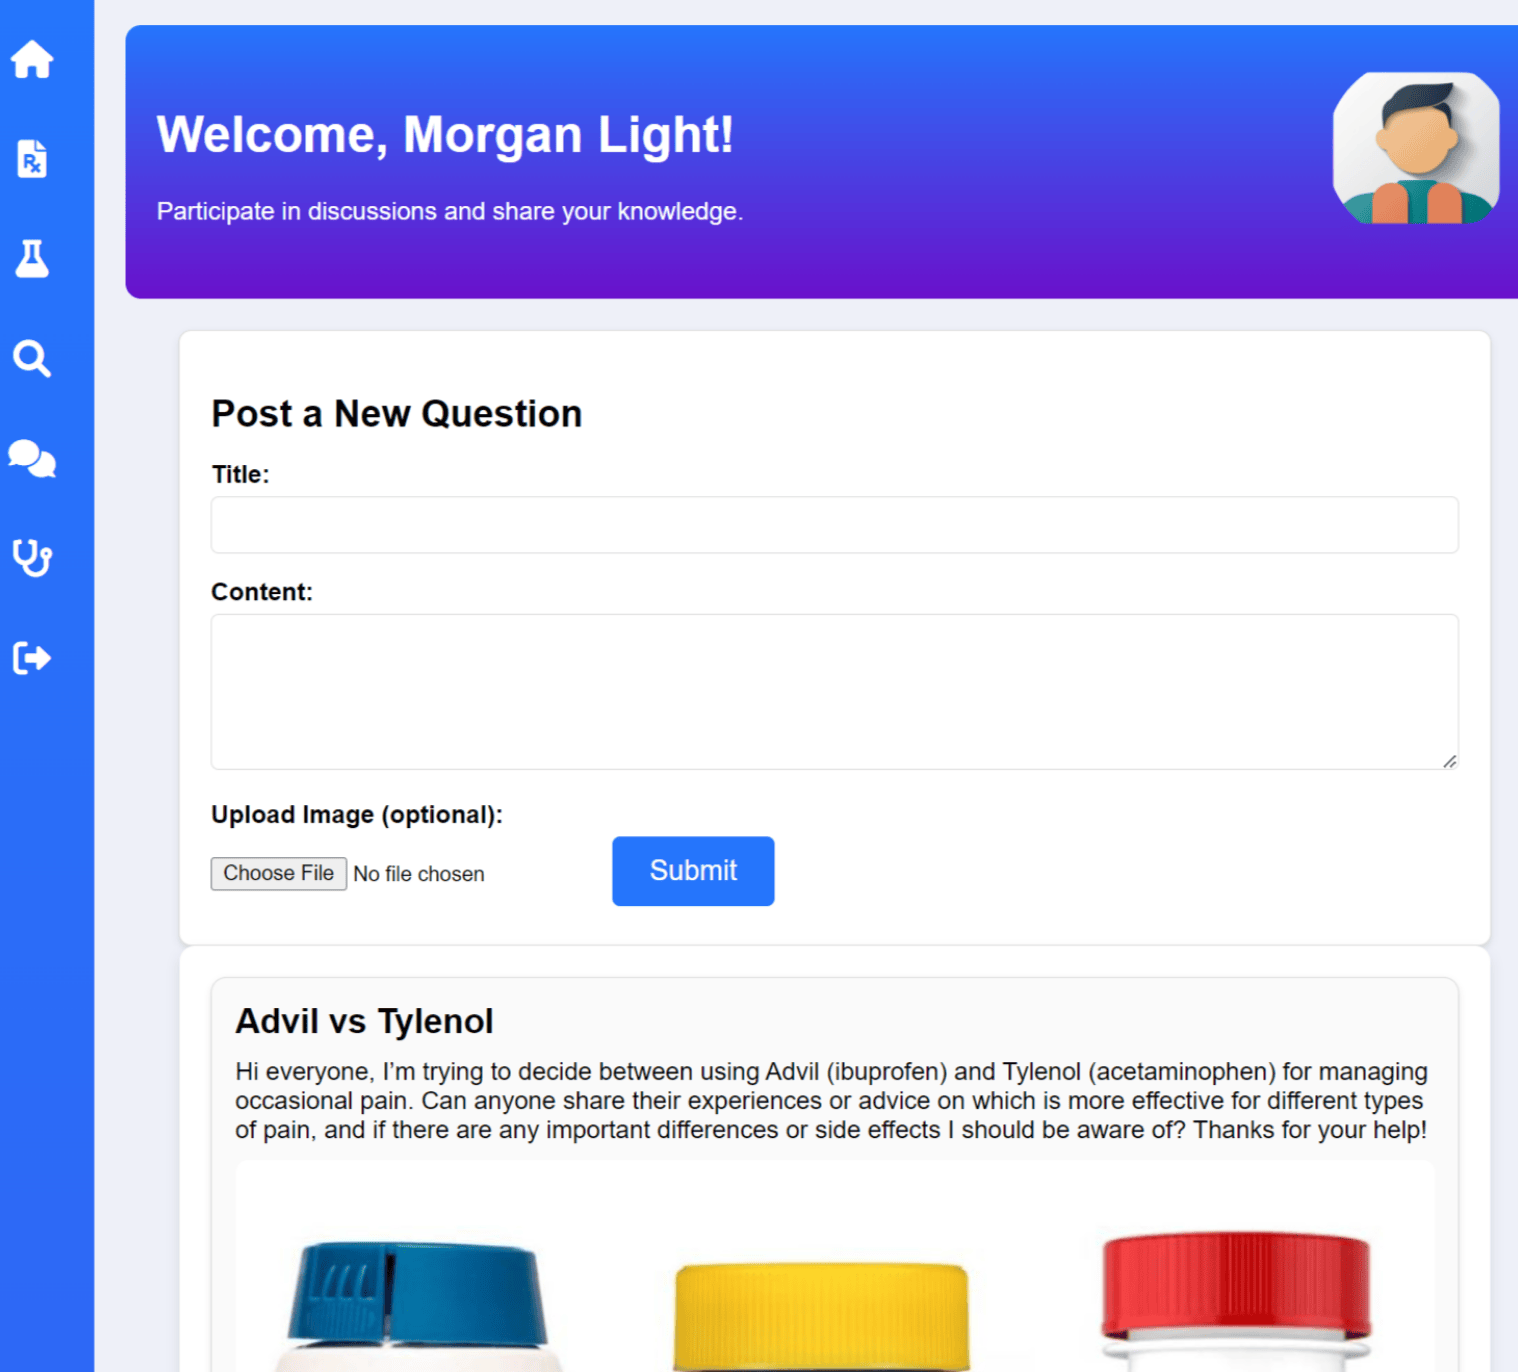 Rx
Welcome, Morgan Light!
Participate in discussions and share your knowledge.
Post a New Question
Title:
Content:
Upload Image (optional):
Choose File No file chosen
Submit
Advil vs Tylenol
Hi everyone, I’m trying to decide between using Advil (ibuprofen) and Tylenol (acetaminophen) for managing
occasional pain. Can anyone share their experiences or advice on which is more effective for different types
of pain, and if there are any important differences or side effects I should be aware of? Thanks for your help!